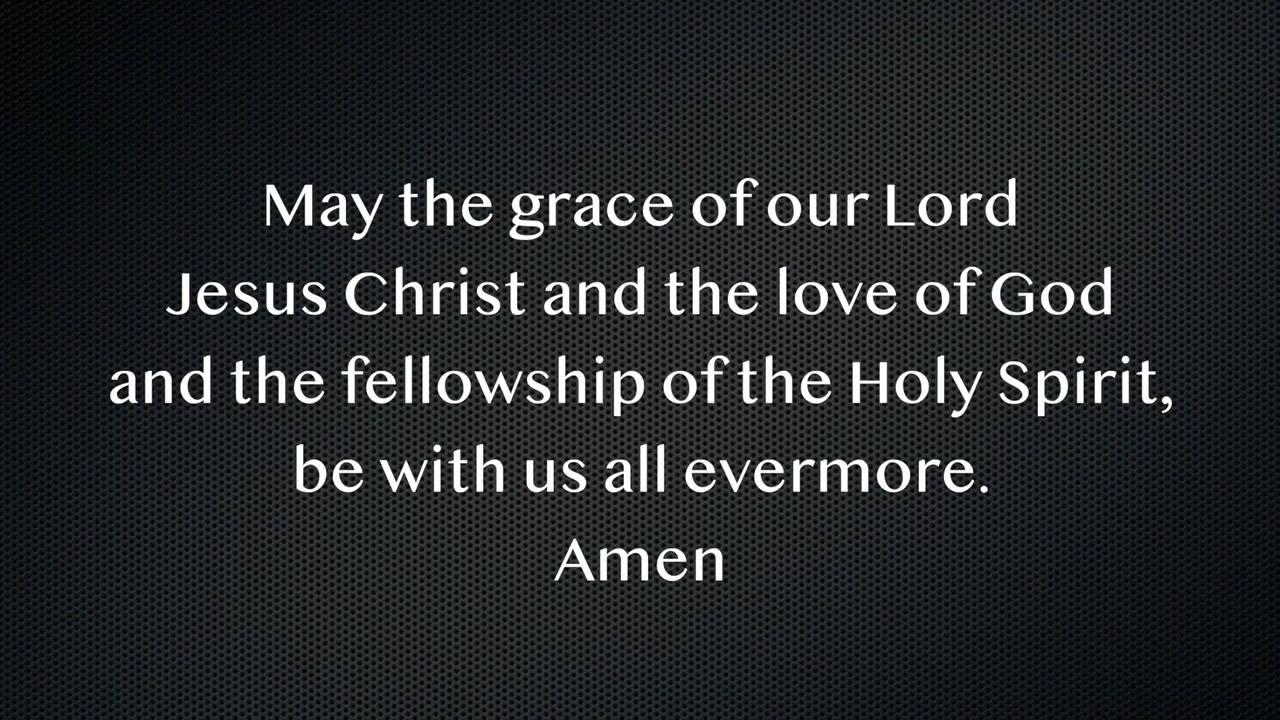 May the grace of our Lord
Jesus Christ and the love of God
and the fellowship of the Holy Spirit,
be with us all evermore.
Amen